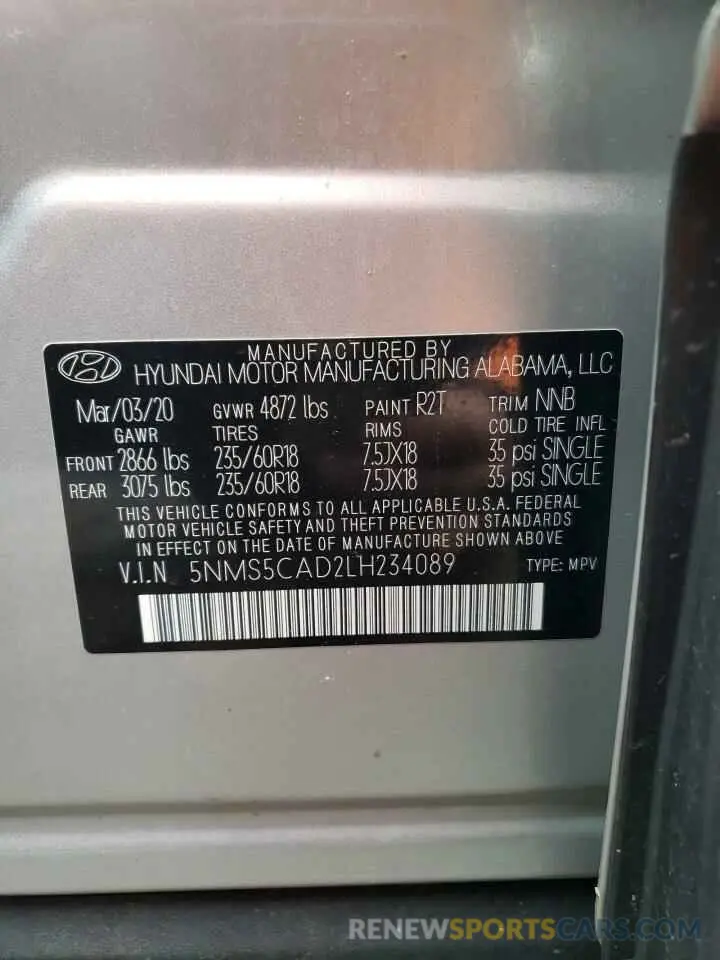 MANUFACTURED BY
HYUNDAI MOTOR MANUFACTURING ALABAMA, LLC
Mar/03/20 GVWR 4872 lbs PAINT R2T TRIM NNB
GAWR TIRES RIMS COLD TIRE INFL
FRONT 2866 lbs 235/60R18 7.5JX18 35 psi SINGLE
REAR 3075 lbs 235/60R18 7.5JX18 35 psi SINGLE
THIS VEHICLE CONFORMS TO ALL APPLICABLE U.S.A. FEDERAL
MOTOR VEHICLE SAFETY AND THEFT PREVENTION STANDARDS
IN EFFECT ON THE DATE OF MANUFACTURE SHOWN ABOVE
V.I.N 5NMS5CAD2LH234089 TYPE: MPV
RENEWSPORTSCARS.COM